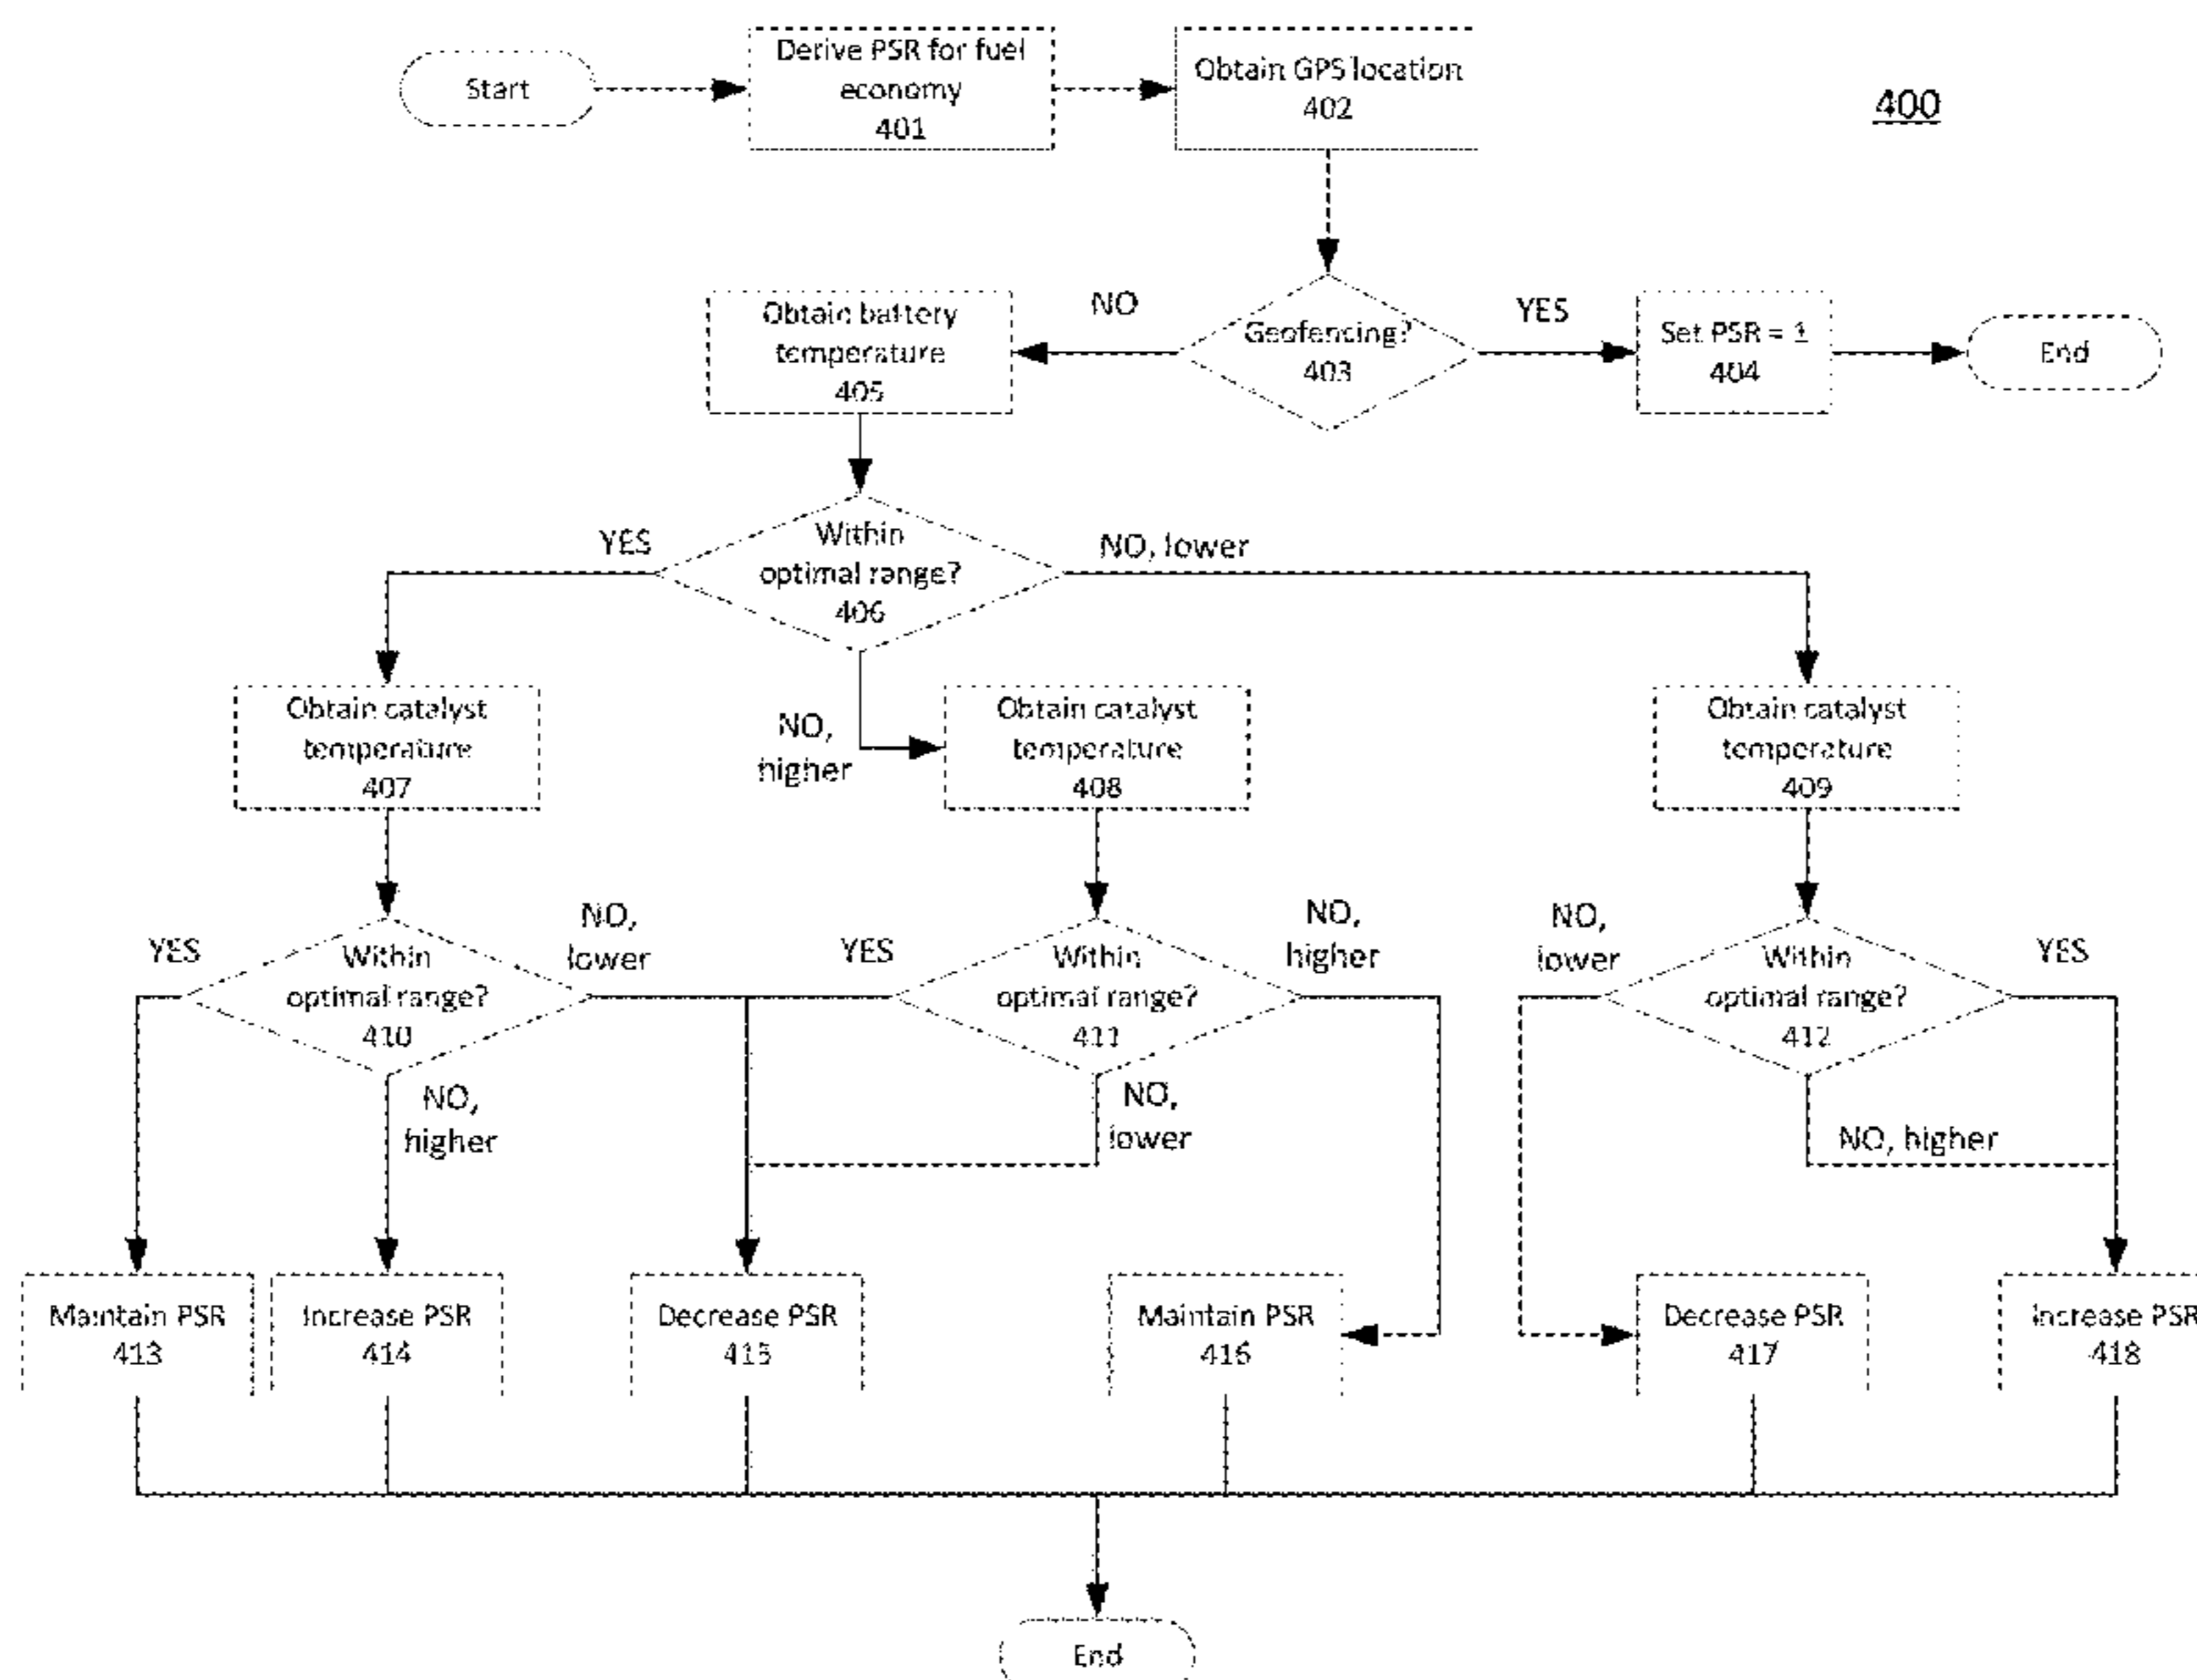 Start
Derive PSR for fuel
economy
401
Obtain GPS location
402
400
Obtain battery
temperature
405
NO
Geofencing?
403
YES
Set PSR = 1
404
End
YES
Within
optimal range?
406
NO, lower
NO,
higher
Obtain catalyst
temperature
407
Obtain catalyst
temperature
408
Obtain catalyst
temperature
409
YES
Within
optimal range?
410
NO,
lower
NO,
higher
YES
Within
optimal range?
411
NO,
higher
NO,
lower
NO,
lower
Within
optimal range?
412
YES
NO, higher
Maintain PSR
413
Increase PSR
414
Decrease PSR
415
Maintain PSR
416
Decrease PSR
417
Increase PSR
418
End